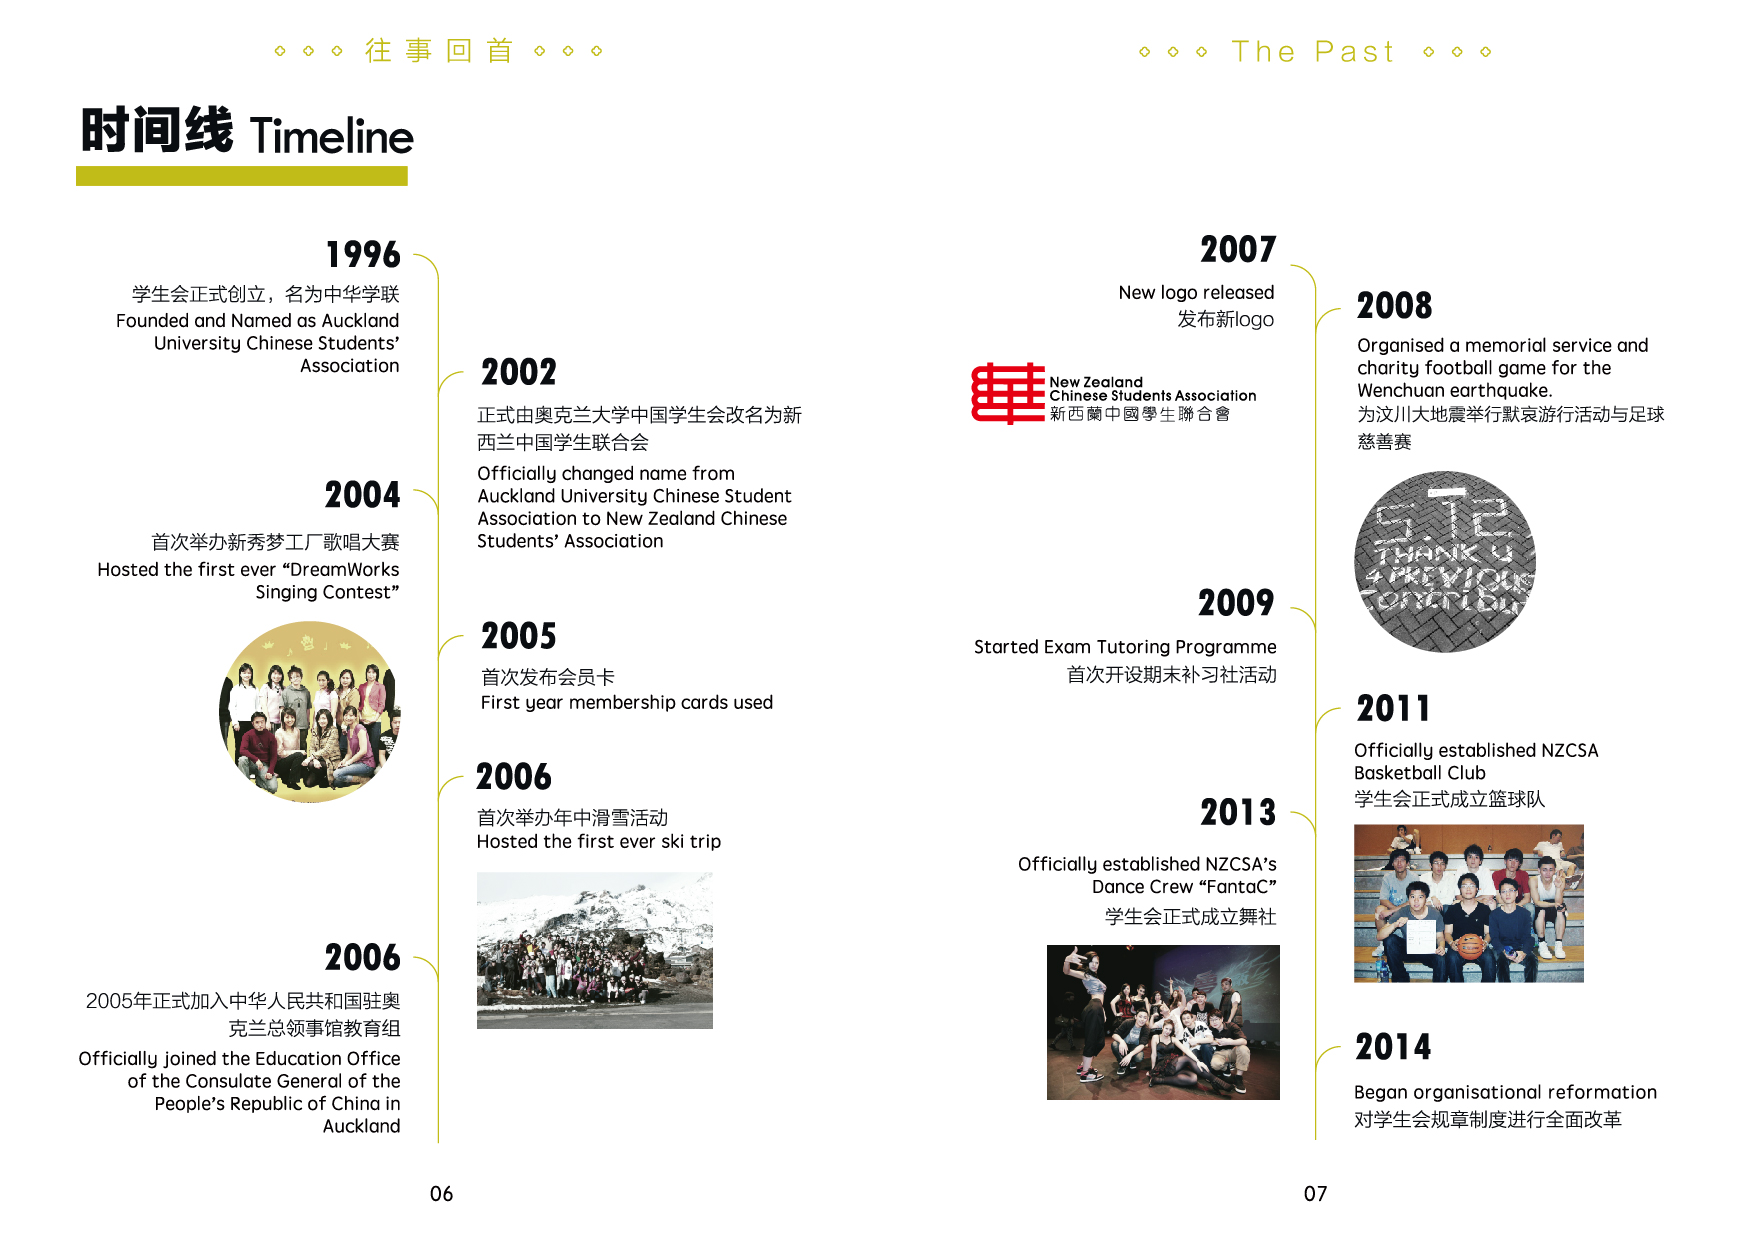 往事回首
The Past
时间线 Timeline
1996
学生会正式创立，名为中华学联
Founded and Named as Auckland
University Chinese Students’
Association
2002
正式由奥克兰大学中国学生会改名为新
西兰中国学生联合会
Officially changed name from
Auckland University Chinese Student
Association to New Zealand Chinese
Students’ Association
2004
首次举办新秀梦工厂歌唱大赛
Hosted the first ever “DreamWorks
Singing Contest”
2005
首次发布会员卡
First year membership cards used
2006
首次举办年中滑雪活动
Hosted the first ever ski trip
2006
2005年正式加入中华人民共和国驻奥
克兰总领事馆教育组
Officially joined the Education Office
of the Consulate General of the
People’s Republic of China in
Auckland
06
2007
New logo released
发布新logo
華
New Zealand
Chinese Students Association
新西蘭中國學生聯合會
2008
Organised a memorial service and
charity football game for the
Wenchuan earthquake.
为汶川大地震举行默哀游行活动与足球
慈善赛
5.12
THANK U
4 PREVIOUS
CONTRIBU
2009
Started Exam Tutoring Programme
首次开设期末补习社活动
2011
Officially established NZCSA
Basketball Club
学生会正式成立篮球队
2013
Officially established NZCSA’s
Dance Crew “FantaC”
学生会正式成立舞社
2014
Began organisational reformation
对学生会规章制度进行全面改革
07